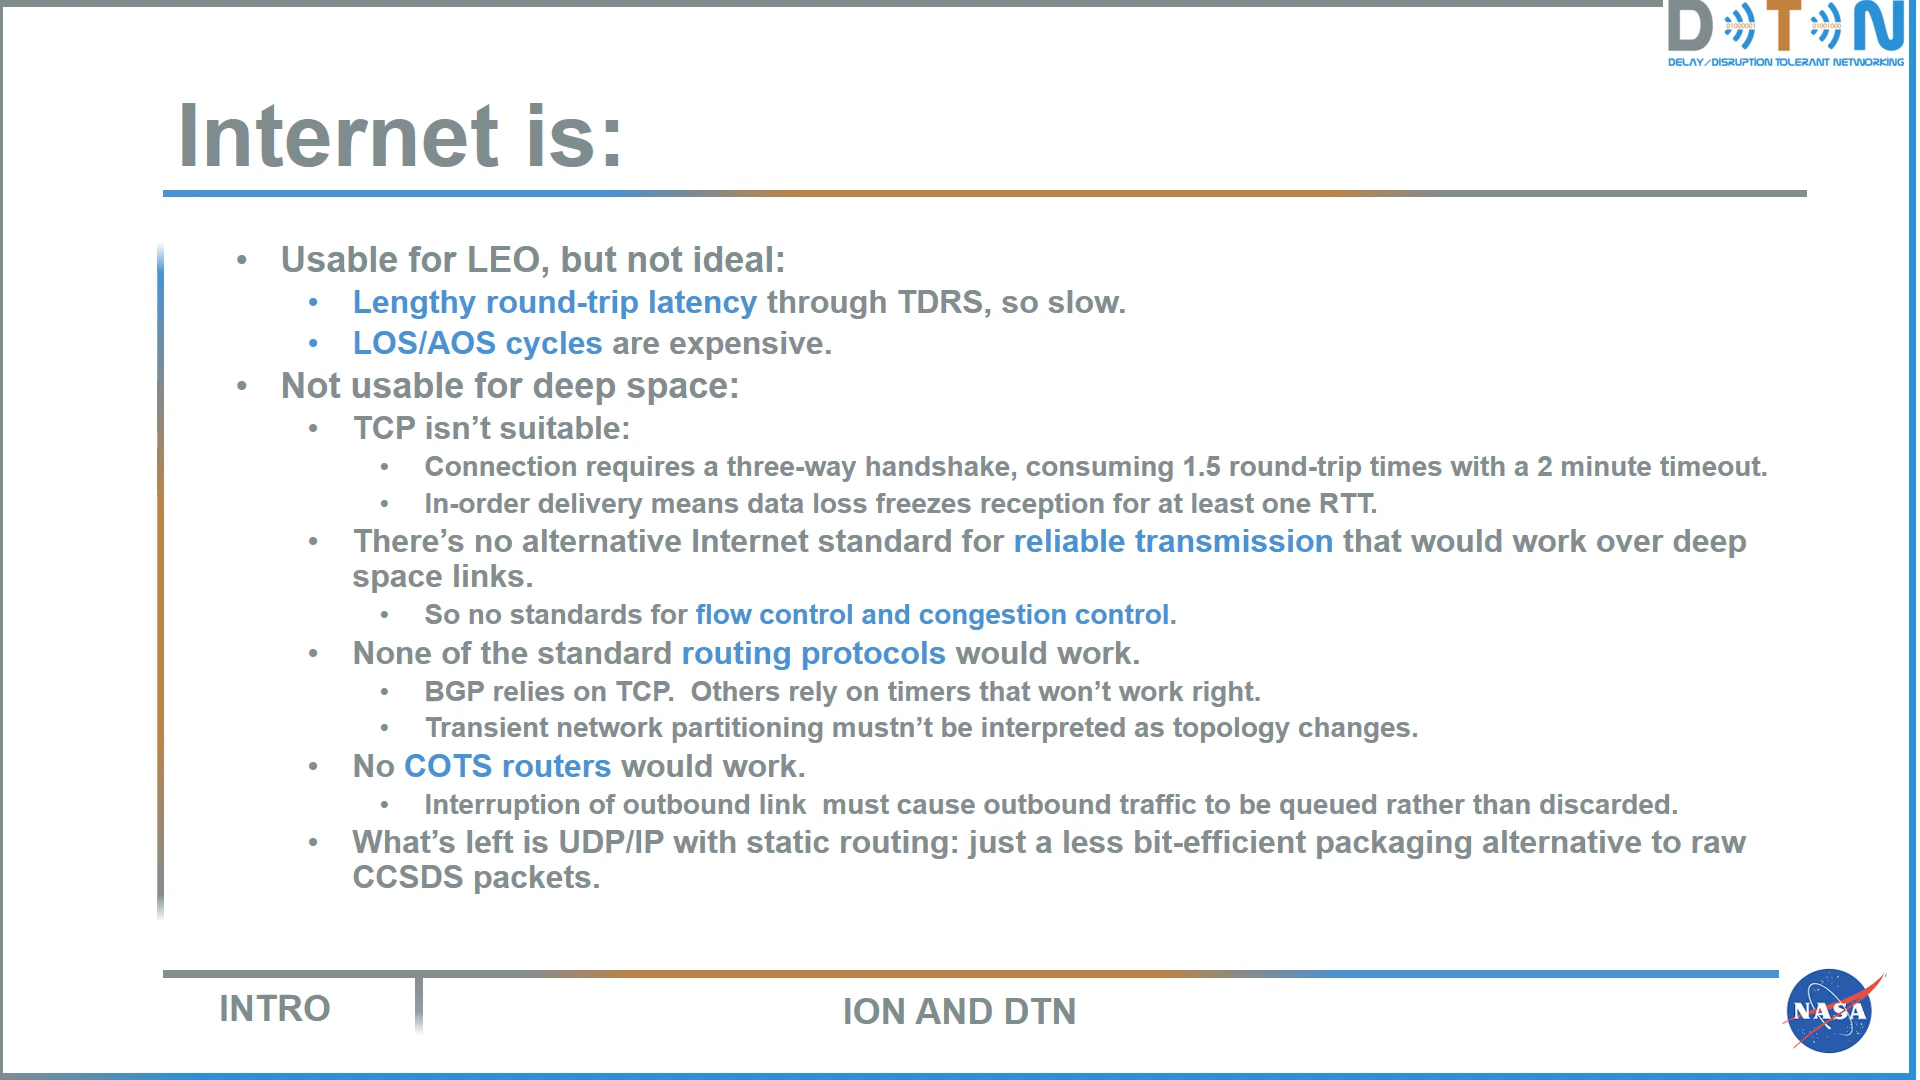 D T N
01000001 01001000
DELAY/DISRUPTION TOLERANT NETWORKING
Internet is:
• Usable for LEO, but not ideal:
• Lengthy round-trip latency through TDRS, so slow.
• LOS/AOS cycles are expensive.
• Not usable for deep space:
• TCP isn’t suitable:
• Connection requires a three-way handshake, consuming 1.5 round-trip times with a 2 minute timeout.
• In-order delivery means data loss freezes reception for at least one RTT.
• There’s no alternative Internet standard for reliable transmission that would work over deep
space links.
• So no standards for flow control and congestion control.
• None of the standard routing protocols would work.
• BGP relies on TCP.  Others rely on timers that won’t work right.
• Transient network partitioning mustn’t be interpreted as topology changes.
• No COTS routers would work.
• Interruption of outbound link  must cause outbound traffic to be queued rather than discarded.
• What’s left is UDP/IP with static routing: just a less bit-efficient packaging alternative to raw
CCSDS packets.
INTRO
ION AND DTN
NASA